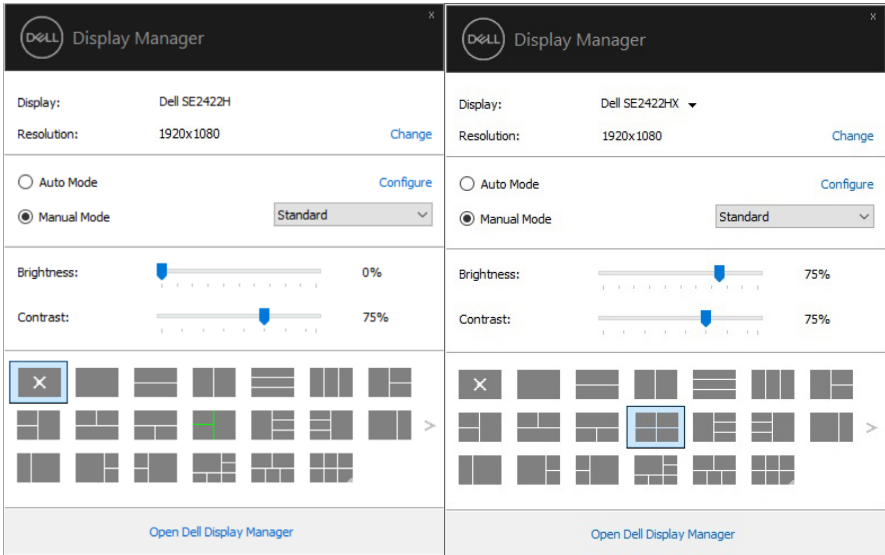 DELL Display Manager x
Display: Dell SE2422H
Resolution: 1920x1080 Change
Auto Mode Configure
Manual Mode Standard
Brightness: 0%
Contrast: 75%
Open Dell Display Manager
DELL Display Manager x
Display: Dell SE2422HX
Resolution: 1920x1080 Change
Auto Mode Configure
Manual Mode Standard
Brightness: 75%
Contrast: 75%
Open Dell Display Manager